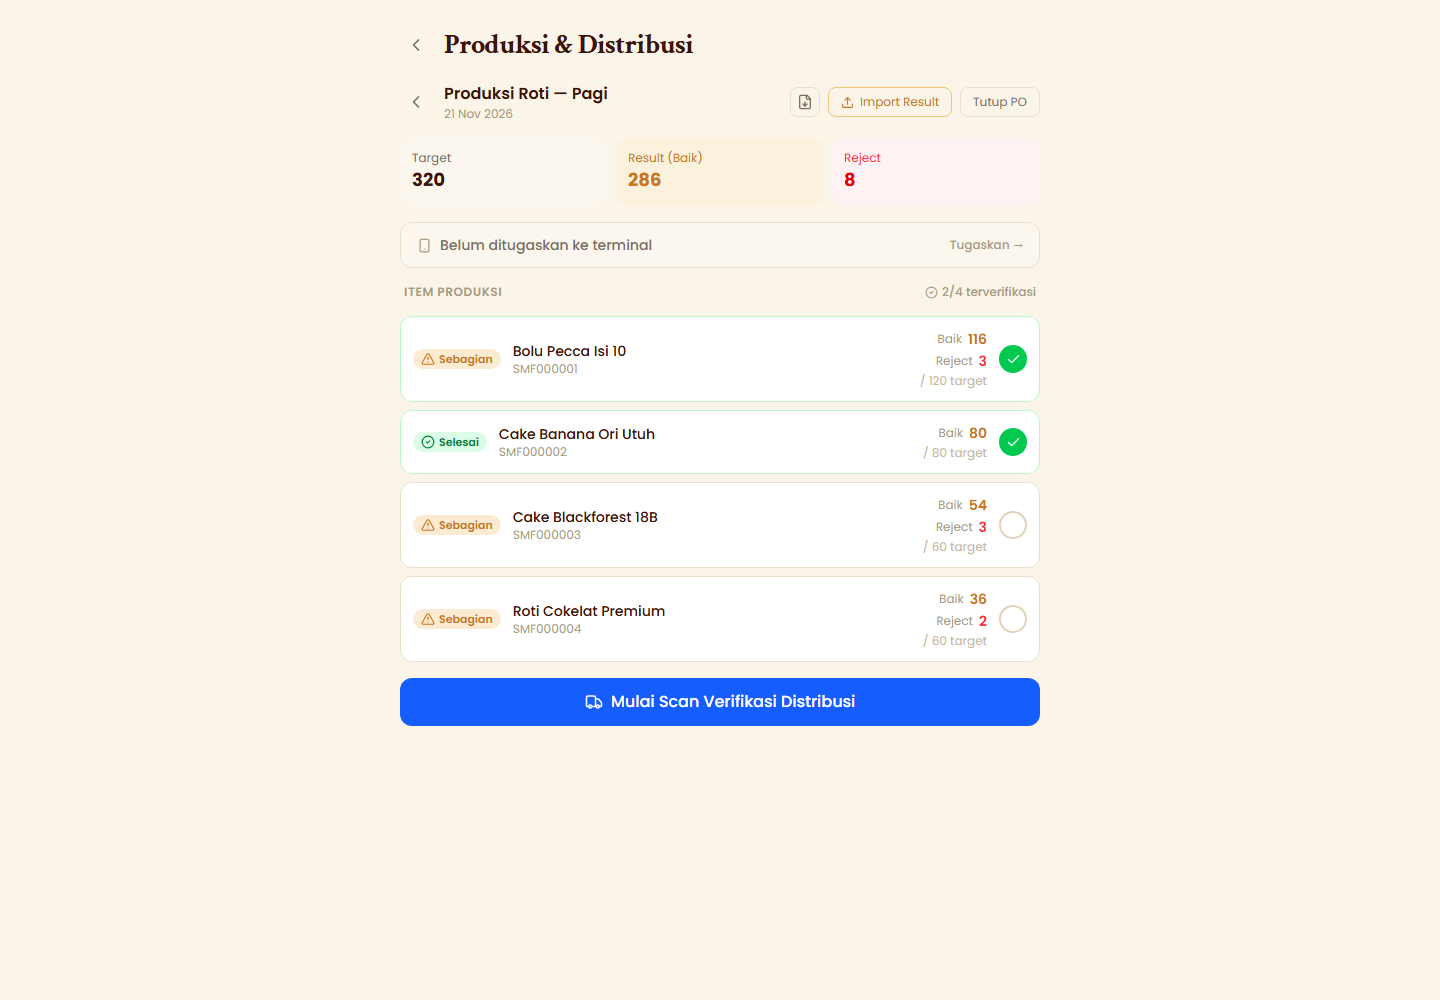 Produksi & Distribusi
Produksi Roti — Pagi
21 Nov 2026
Import Result
Tutup PO
Target
320
Result (Baik)
286
Reject
8
Belum ditugaskan ke terminal
Tugaskan →
ITEM PRODUKSI
2/4 terverifikasi
Sebagian
Bolu Pecca Isi 10
SMF000001
Baik 116
Reject 3
/ 120 target
Selesai
Cake Banana Ori Utuh
SMF000002
Baik 80
/ 80 target
Sebagian
Cake Blackforest 18B
SMF000003
Baik 54
Reject 3
/ 60 target
Sebagian
Roti Cokelat Premium
SMF000004
Baik 36
Reject 2
/ 60 target
Mulai Scan Verifikasi Distribusi